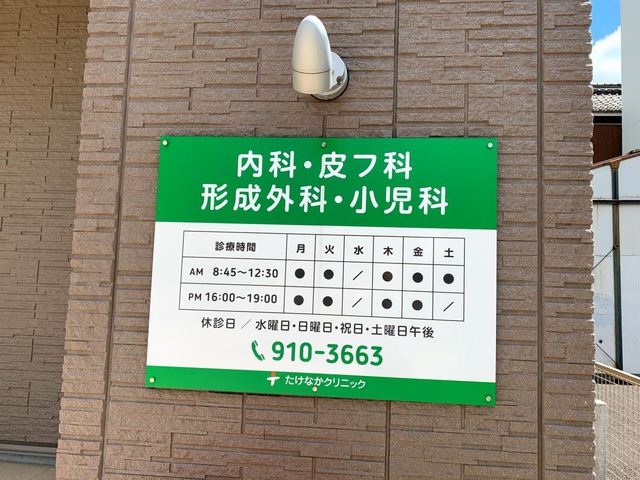 内科・皮フ科
形成外科・小児科
診療時間 月 火 水 木 金 土
AM 8:45〜12:30 ● ● ／ ● ● ●
PM 16:00〜19:00 ● ● ／ ● ● ／
休診日 ／ 水曜日・日曜日・祝日・土曜日午後
910-3663
たけなかクリニック